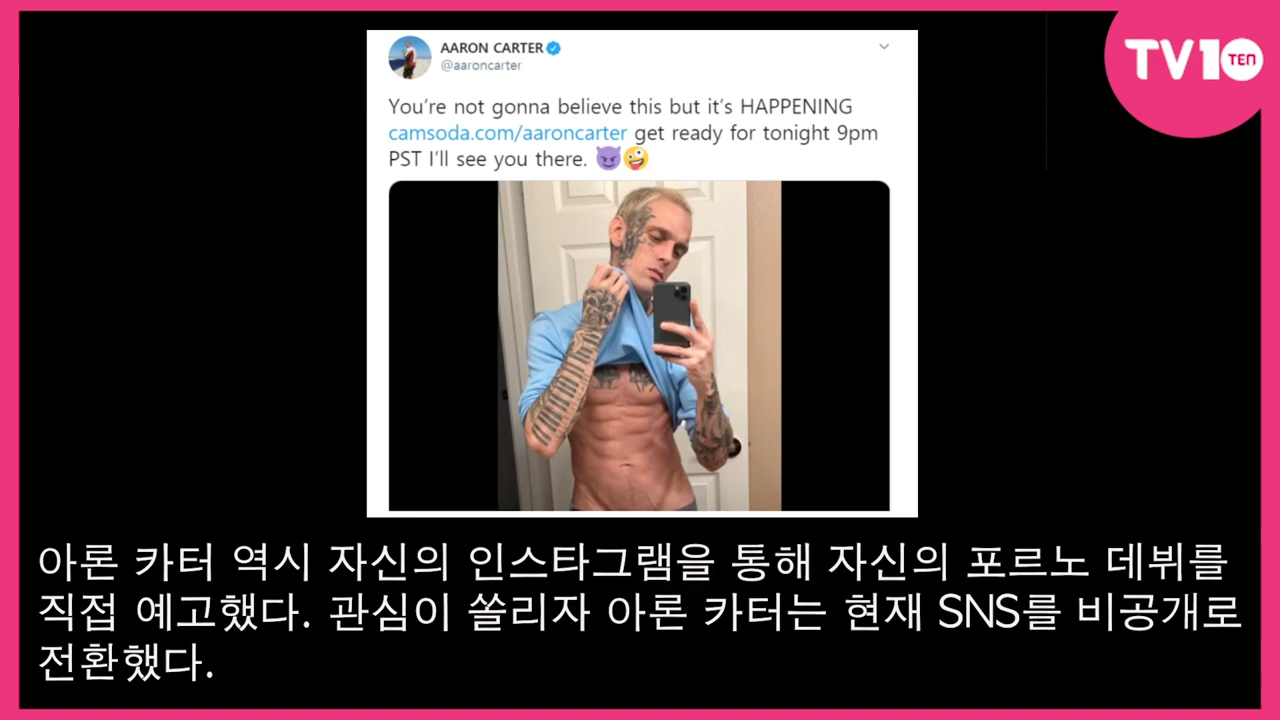 TV10 TEN
AARON CARTER
@aaroncarter
You're not gonna believe this but it's HAPPENING
camsoda.com/aaroncarter get ready for tonight 9pm
PST I'll see you there. 😈🤪
아론 카터 역시 자신의 인스타그램을 통해 자신의 포르노 데뷔를
직접 예고했다. 관심이 쏠리자 아론 카터는 현재 SNS를 비공개로
전환했다.